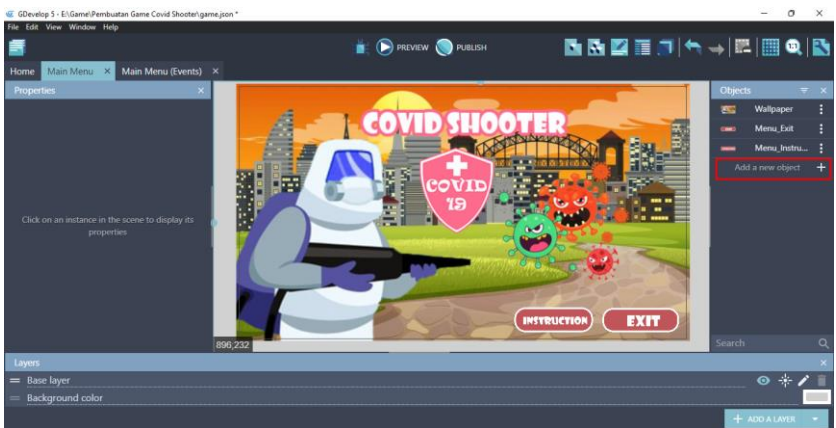 GDevelop 5 - E:\Game\Pembuatan Game Covid Shooter\game.json *
File Edit View Window Help
PREVIEW PUBLISH
Home Main Menu × Main Menu (Events) ×
Properties ×
Objects ×
Wallpaper
Menu_Exit
Menu_Instru...
Add a new object +
COVID SHOOTER
COVID
19
Click on an instance in the scene to display its
properties
INSTRUCTION EXIT
896,232
Search
Layers ×
Base layer
Background color
+ ADD A LAYER